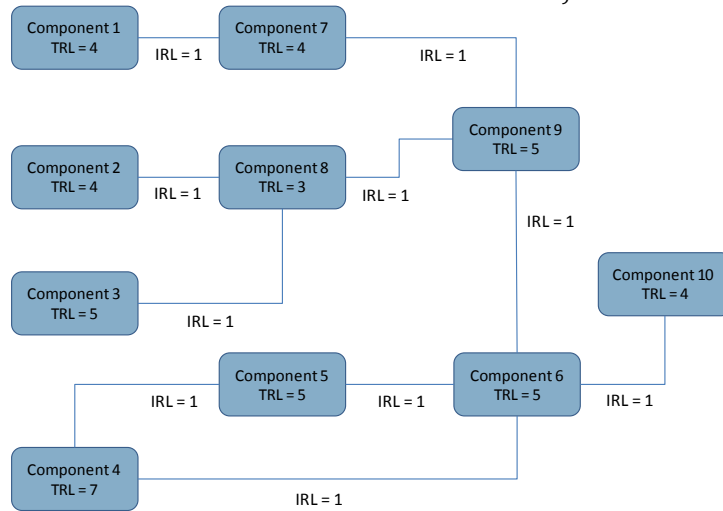 Component 1
TRL = 4
IRL = 1
Component 7
TRL = 4
IRL = 1
Component 9
TRL = 5
Component 2
TRL = 4
IRL = 1
Component 8
TRL = 3
IRL = 1
IRL = 1
Component 10
TRL = 4
Component 3
TRL = 5
IRL = 1
Component 5
TRL = 5
IRL = 1
IRL = 1
Component 6
TRL = 5
IRL = 1
Component 4
TRL = 7
IRL = 1